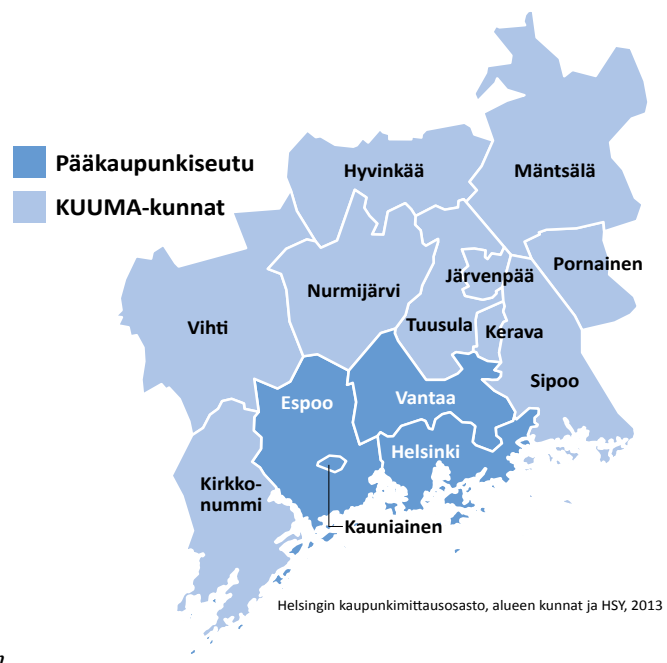 Pääkaupunkiseutu
KUUMA-kunnat
Hyvinkää
Mäntsälä
Pornainen
Järvenpää
Nurmijärvi
Vihti
Tuusula
Kerava
Sipoo
Espoo
Vantaa
Helsinki
Kirkko-
nummi
Kauniainen
Helsingin kaupunkimittausosasto, alueen kunnat ja HSY, 2013